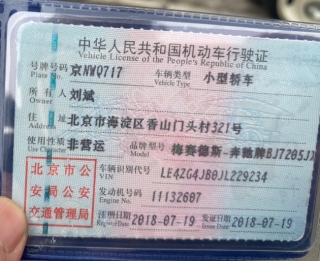 中华人民共和国机动车行驶证
Vehicle License of the People's Republic of China
号牌号码 京NWQ717 车辆类型 小型轿车
Plate No. Vehicle Type
所有人 刘斌
Owner
住址 北京市海淀区香山门头村321号
Address
使用性质 非营运 品牌型号 梅赛德斯-奔驰牌BJ7205JX
Use Character Model
北京市公安局公安交通管理局
车辆识别代号 LE4ZG4JB0JL229234
VIN
发动机号码 11132607
Engine No.
注册日期 2018-07-19 发证日期 2018-07-19
Register Date Issue Date